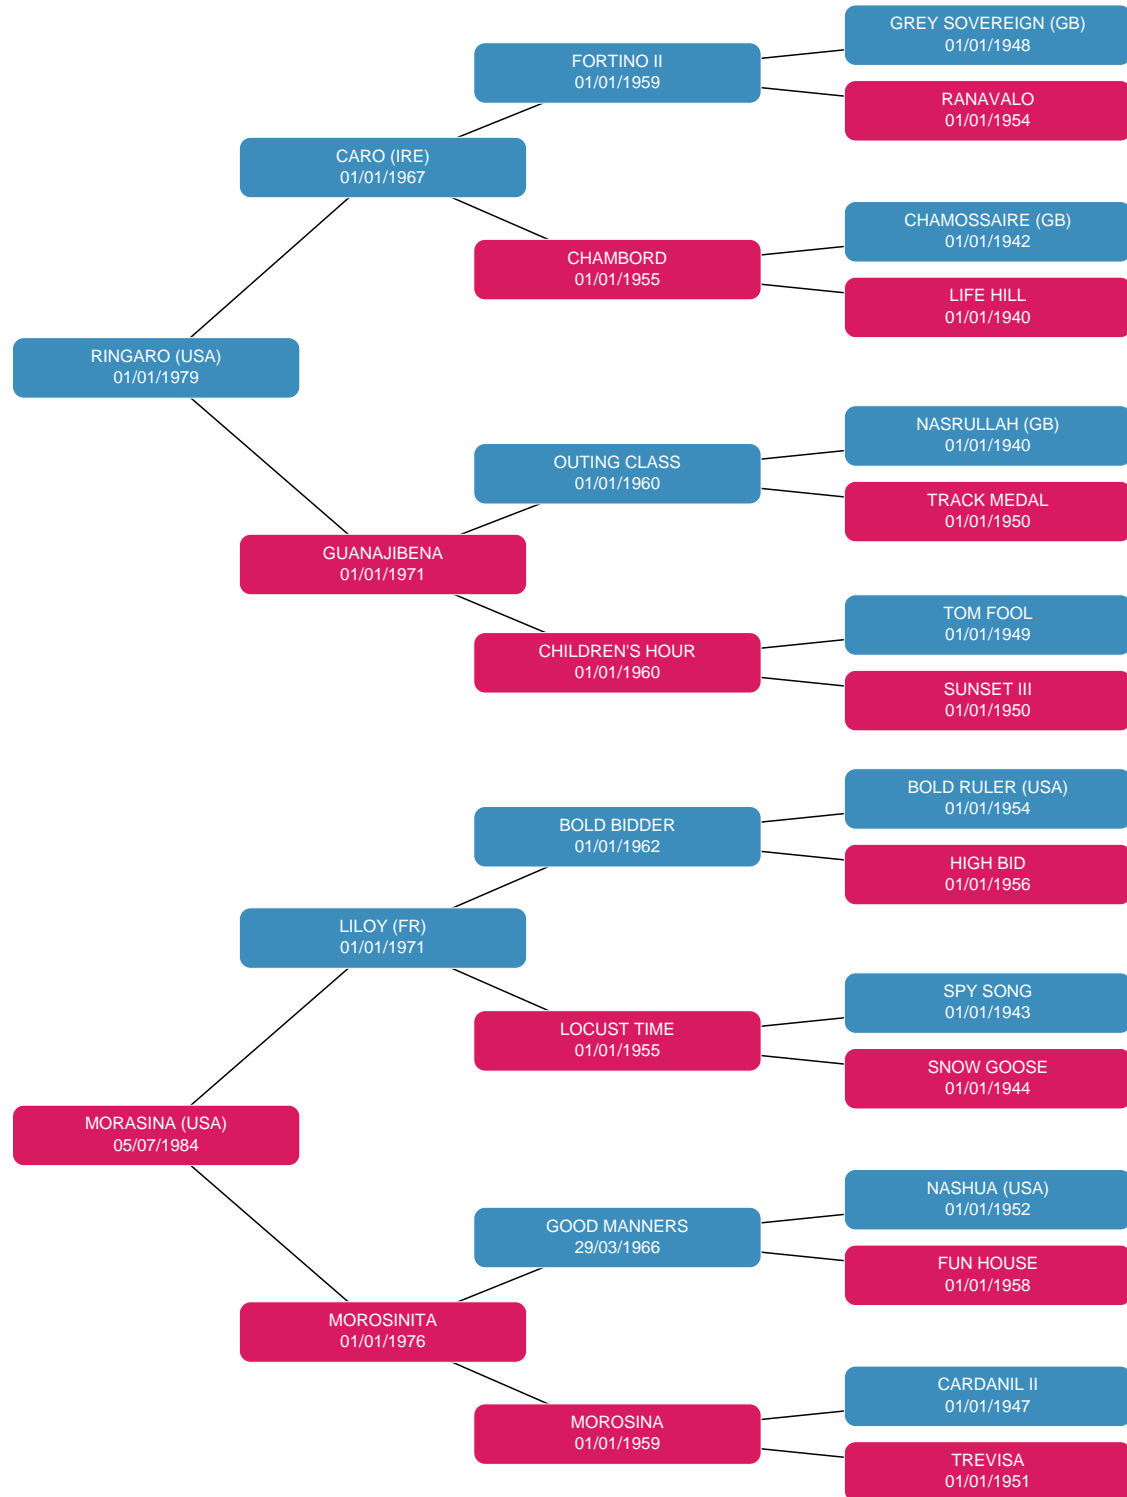 GREY SOVEREIGN (GB)
01/01/1948
FORTINO II
01/01/1959
RANAVALO
01/01/1954
CARO (IRE)
01/01/1967
CHAMOSSAIRE (GB)
01/01/1942
CHAMBORD
01/01/1955
LIFE HILL
01/01/1940
RINGARO (USA)
01/01/1979
NASRULLAH (GB)
01/01/1940
OUTING CLASS
01/01/1960
TRACK MEDAL
01/01/1950
GUANAJIBENA
01/01/1971
TOM FOOL
01/01/1949
CHILDREN'S HOUR
01/01/1960
SUNSET III
01/01/1950
BOLD RULER (USA)
01/01/1954
BOLD BIDDER
01/01/1962
HIGH BID
01/01/1956
LILOY (FR)
01/01/1971
SPY SONG
01/01/1943
LOCUST TIME
01/01/1955
SNOW GOOSE
01/01/1944
MORASINA (USA)
05/07/1984
NASHUA (USA)
01/01/1952
GOOD MANNERS
29/03/1966
FUN HOUSE
01/01/1958
MOROSINITA
01/01/1976
CARDANIL II
01/01/1947
MOROSINA
01/01/1959
TREVISA
01/01/1951